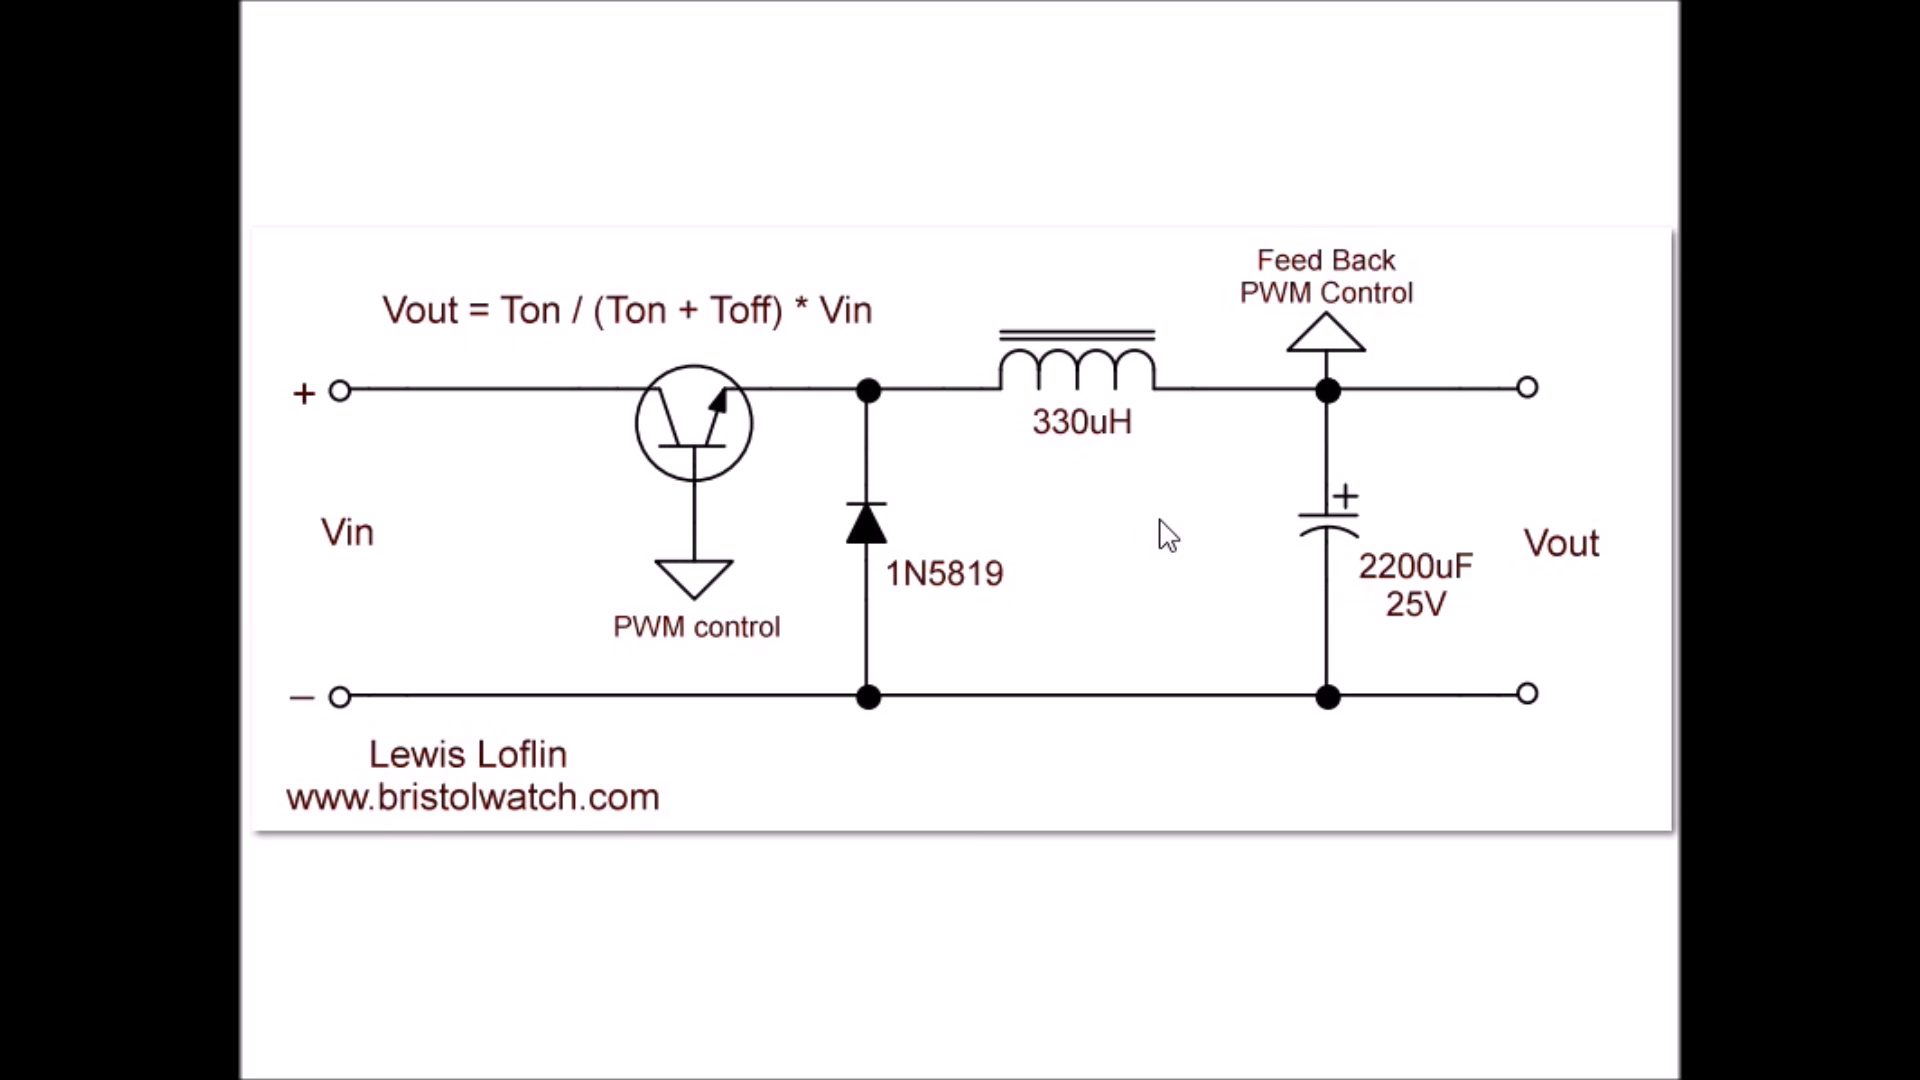 Feed Back
PWM Control
Vout = Ton / (Ton + Toff) * Vin
+
330uH
+
Vin
Vout
1N5819
2200uF
25V
PWM control
–
Lewis Loflin
www.bristolwatch.com